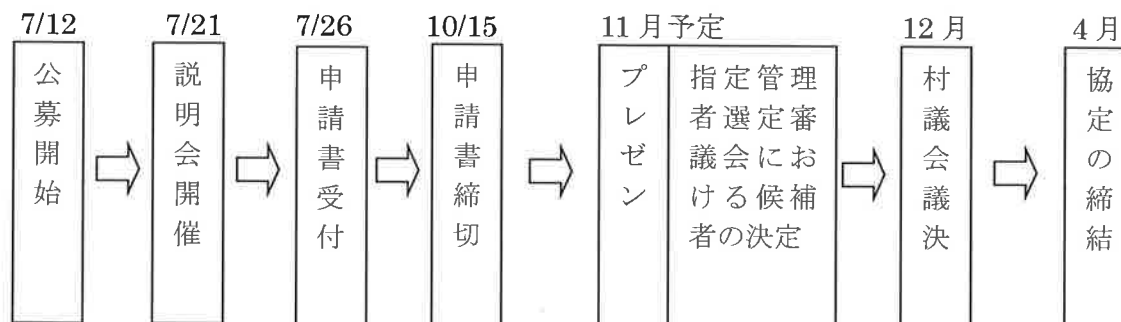 7/12
公募開始
7/21
説明会開催
7/26
申請書受付
10/15
申請書締切
11月予定
プレゼン
指定管理
者選定審
議会にお
ける候補
者の決定
12月
村議会議決
4月
協定の締結